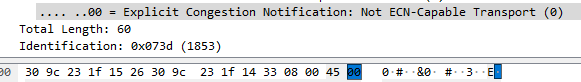 .... ..00 = Explicit Congestion Notification: Not ECN-Capable Transport (0)
Total Length: 60
Identification: 0x073d (1853)
00 30 9c 23 1f 15 26 30 9c 23 1f 14 33 08 00 45 00 0·#··&0· #··3··E·